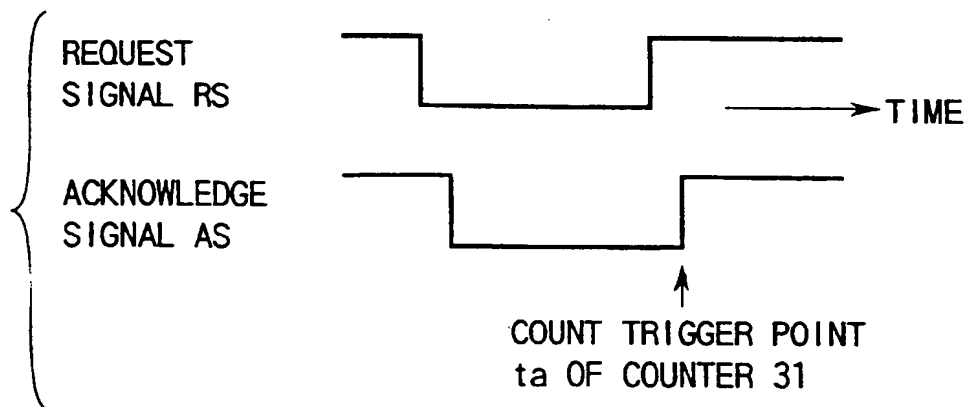 REQUEST
SIGNAL RS
TIME
ACKNOWLEDGE
SIGNAL AS
COUNT TRIGGER POINT
ta OF COUNTER 31